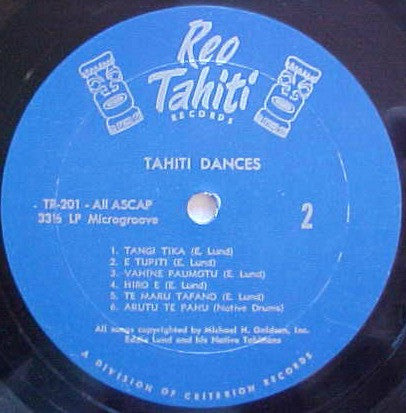 Reo
Tahiti
RECORDS
TAHITI DANCES
TR-201 - All ASCAP
33⅓ LP Microgroove
2
1. TANGI TIKA (E. Lund)
2. E TUPITI (E. Lund)
3. VAHINE PAUMOTU (E. Lund)
4. HIRO E (E. Lund)
5. TE MARU TAPANO (E. Lund)
6. ARUTU TE PAHU (Native Drums)
All songs copyrighted by Michael H. Goldsen, Inc.
Eddie Lund and his Native Tahitians
A DIVISION OF CRITERION RECORDS